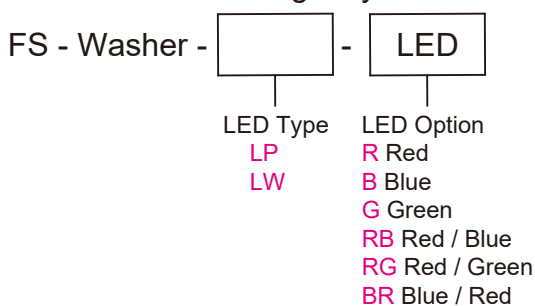 FS - Washer - - LED
LED Type LED Option
LP R Red
LW B Blue
G Green
RB Red / Blue
RG Red / Green
BR Blue / Red